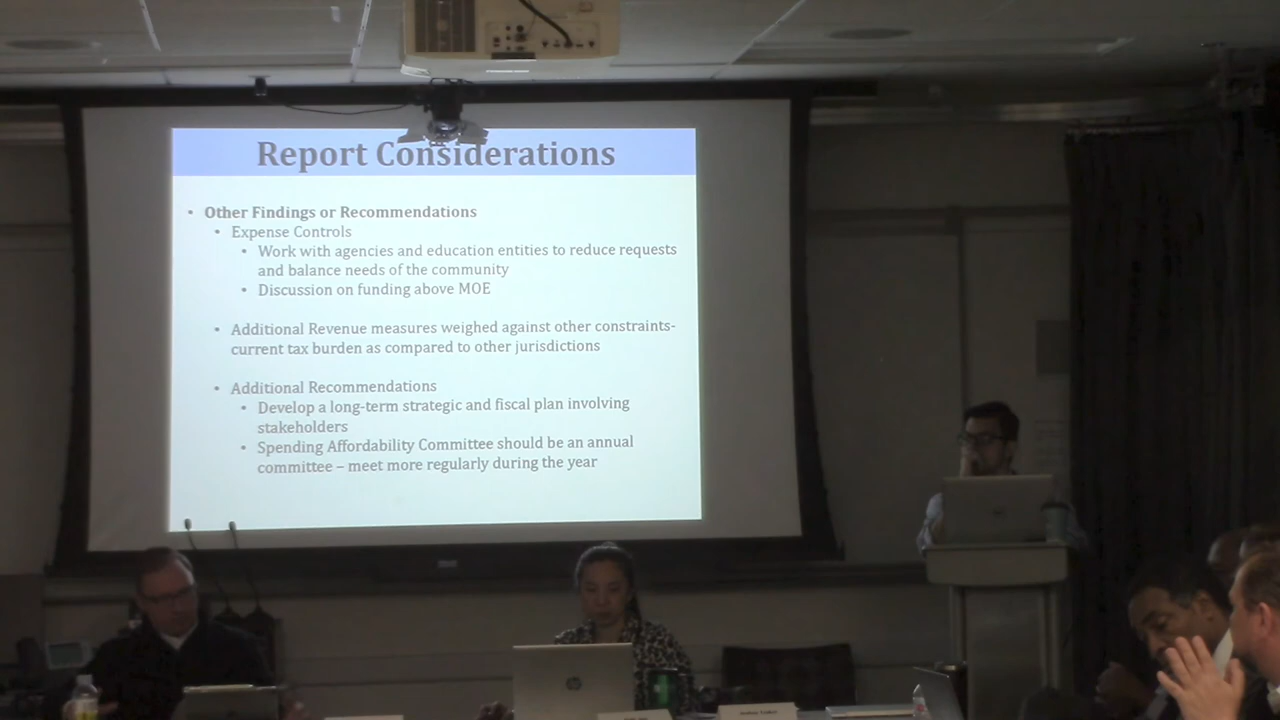 Report Considerations
• Other Findings or Recommendations
• Expense Controls
• Work with agencies and education entities to reduce requests
and balance needs of the community
• Discussion on funding above MOE
• Additional Revenue measures weighed against other constraints-
current tax burden as compared to other jurisdictions
• Additional Recommendations
• Develop a long-term strategic and fiscal plan involving
stakeholders
• Spending Affordability Committee should be an annual
committee – meet more regularly during the year
hp